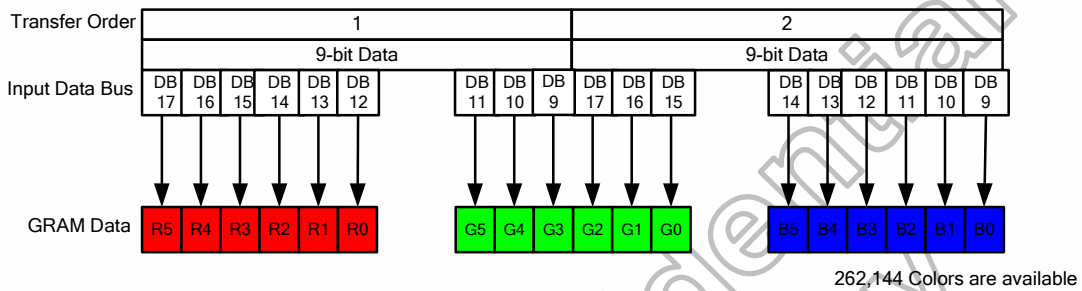 Transfer Order 1 2
9-bit Data 9-bit Data
Input Data Bus DB 17 DB 16 DB 15 DB 14 DB 13 DB 12 DB 11 DB 10 DB 9 DB 17 DB 16 DB 15 DB 14 DB 13 DB 12 DB 11 DB 10 DB 9
GRAM Data R5 R4 R3 R2 R1 R0 G5 G4 G3 G2 G1 G0 B5 B4 B3 B2 B1 B0
262,144 Colors are available